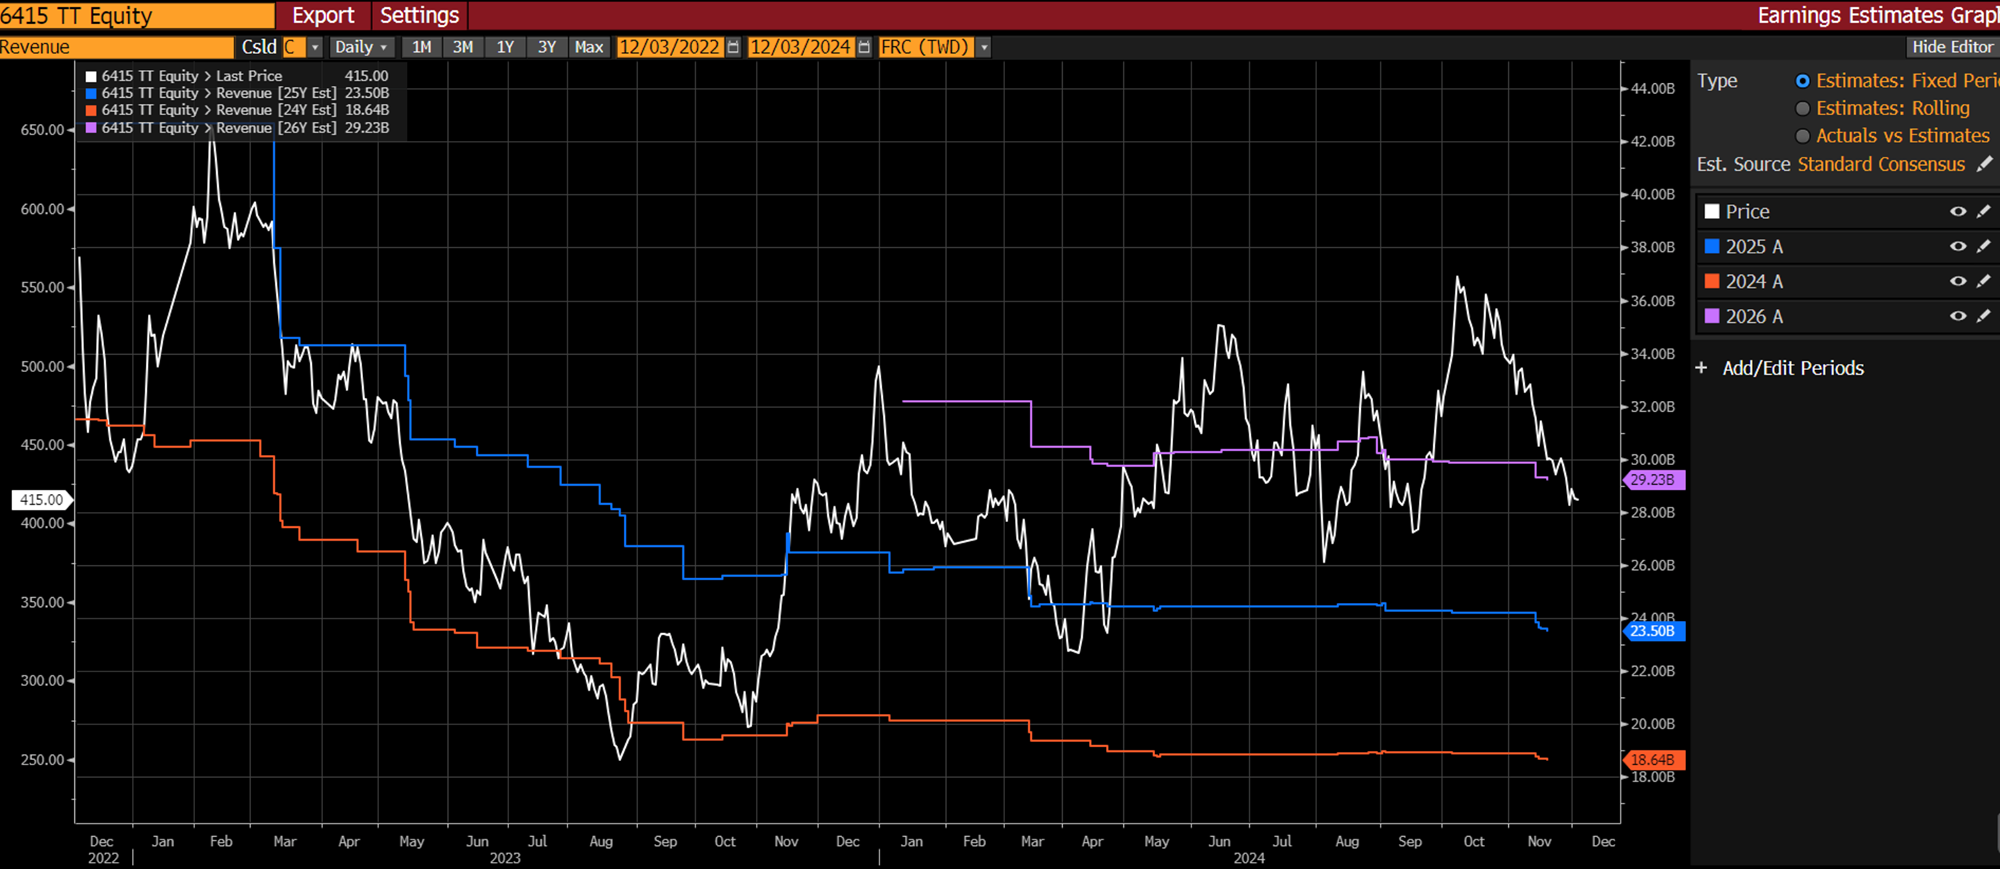 6415 TT Equity Export Settings Earnings Estimates Grap
Revenue Csld C Daily 1M 3M 1Y 3Y Max 12/03/2022 12/03/2024 FRC (TWD) Hide Editor
6415 TT Equity > Last Price 415.00
6415 TT Equity > Revenue [25Y Est] 23.50B
6415 TT Equity > Revenue [24Y Est] 18.64B
6415 TT Equity > Revenue [26Y Est] 29.23B
650.00
600.00
550.00
500.00
450.00
415.00
400.00
350.00
300.00
250.00
44.00B
42.00B
40.00B
38.00B
36.00B
34.00B
32.00B
30.00B
29.23B
28.00B
26.00B
24.00B
23.50B
22.00B
20.00B
18.64B
18.00B
Dec Jan Feb Mar Apr May Jun Jul Aug Sep Oct Nov Dec Jan Feb Mar Apr May Jun Jul Aug Sep Oct Nov Dec
2022 2023 2024
Type Estimates: Fixed Peri
Estimates: Rolling
Actuals vs Estimates
Est. Source Standard Consensus
Price
2025 A
2024 A
2026 A
+ Add/Edit Periods